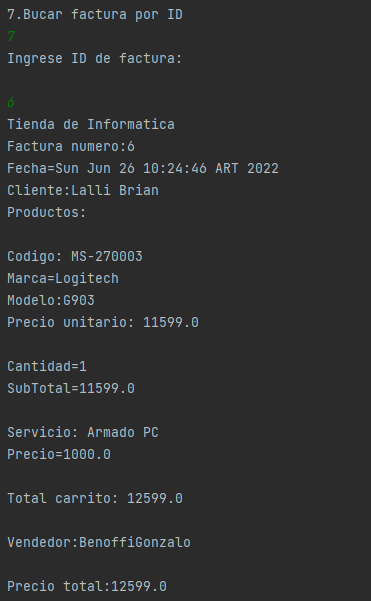 7.Bucar factura por ID
7
Ingrese ID de factura:
6
Tienda de Informatica
Factura numero:6
Fecha=Sun Jun 26 10:24:46 ART 2022
Cliente:Lalli Brian
Productos:
Codigo: MS-270003
Marca=Logitech
Modelo:G903
Precio unitario: 11599.0
Cantidad=1
SubTotal=11599.0
Servicio: Armado PC
Precio=1000.0
Total carrito: 12599.0
Vendedor:BenoffiGonzalo
Precio total:12599.0